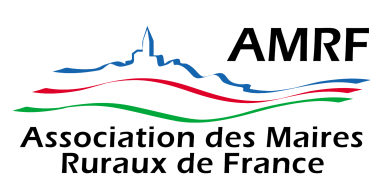 AMRF
Association des Maires
Ruraux de France